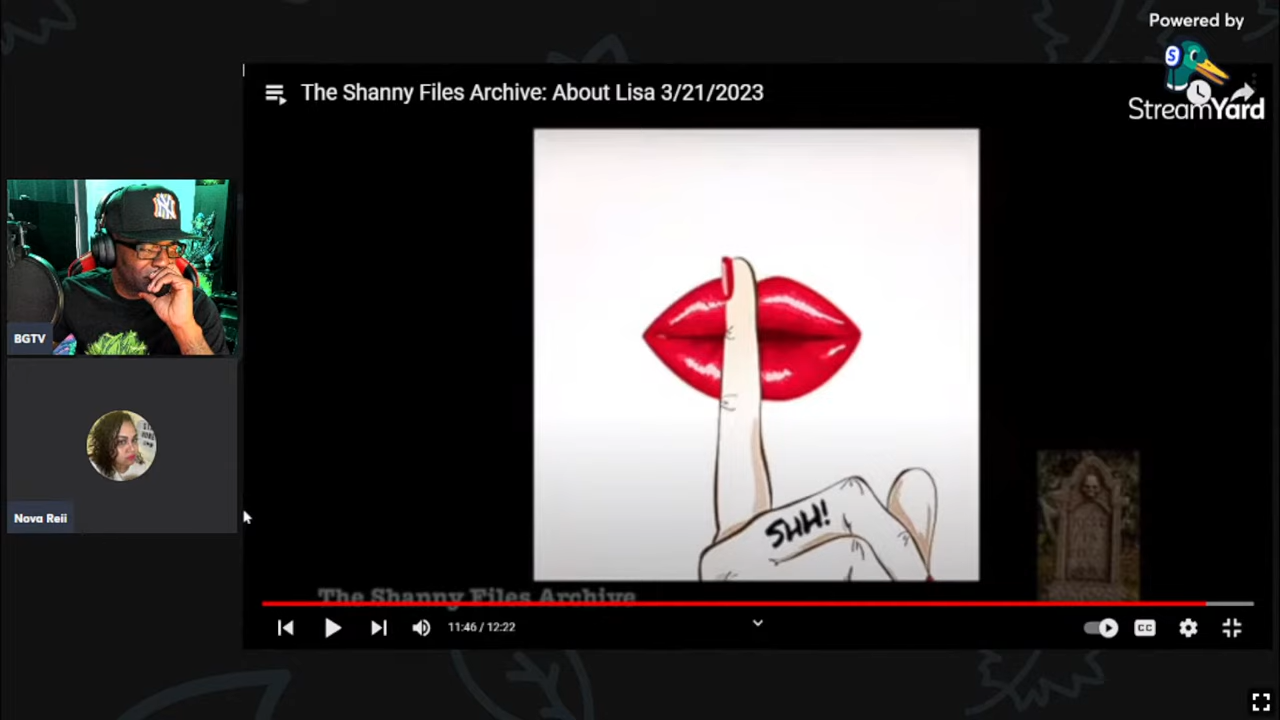 Powered by
S
StreamYard
The Shanny Files Archive: About Lisa 3/21/2023
BGTV
Nova Reii
SHH!
The Shanny Files Archive
11:46 / 12:22
CC